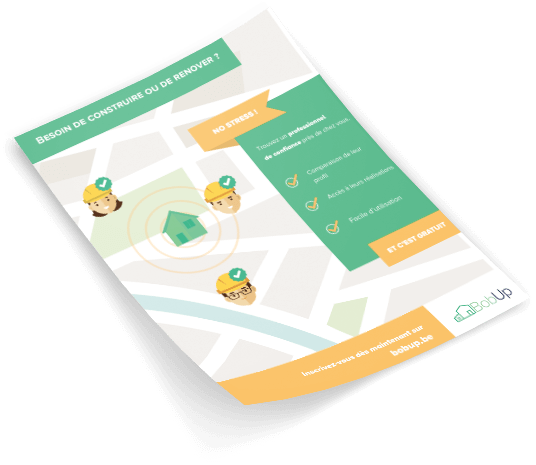 BESOIN DE CONSTRUIRE OU DE RÉNOVER ?
NO STRESS !
Trouvez un professionnel
de confiance près de chez vous.
Comparaison de leur
profil
Accès à leurs réalisations
Facile d'utilisation
ET C'EST GRATUIT
BobUp
Inscrivez-vous dès maintenant sur
bobup.be